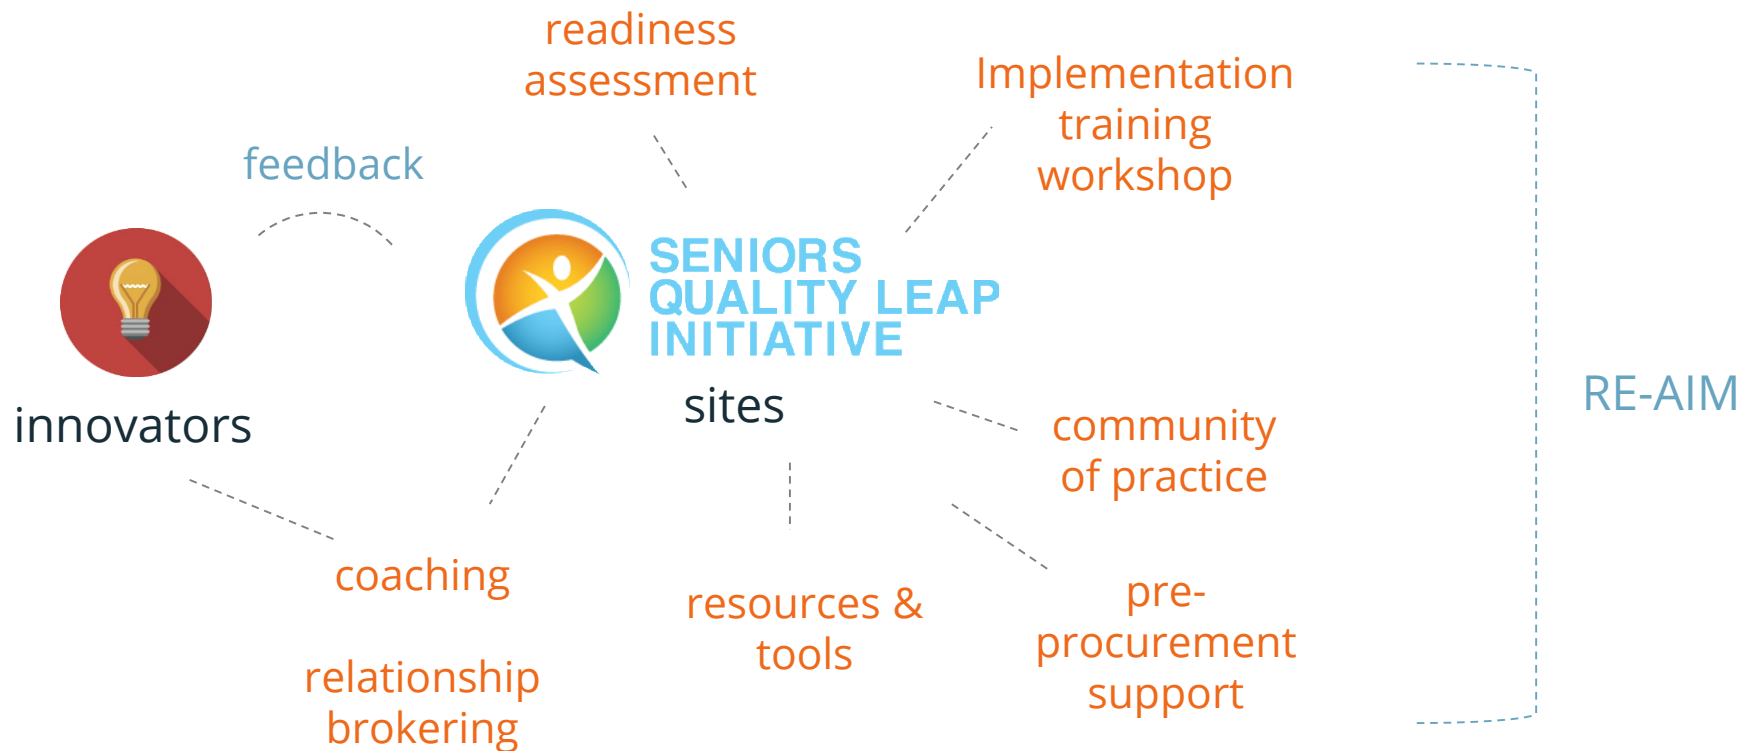 readiness
assessment
Implementation
training
workshop
feedback
SENIORS
QUALITY LEAP
INITIATIVE
innovators
sites
RE-AIM
community
of practice
coaching
relationship
brokering
resources &
tools
pre-
procurement
support